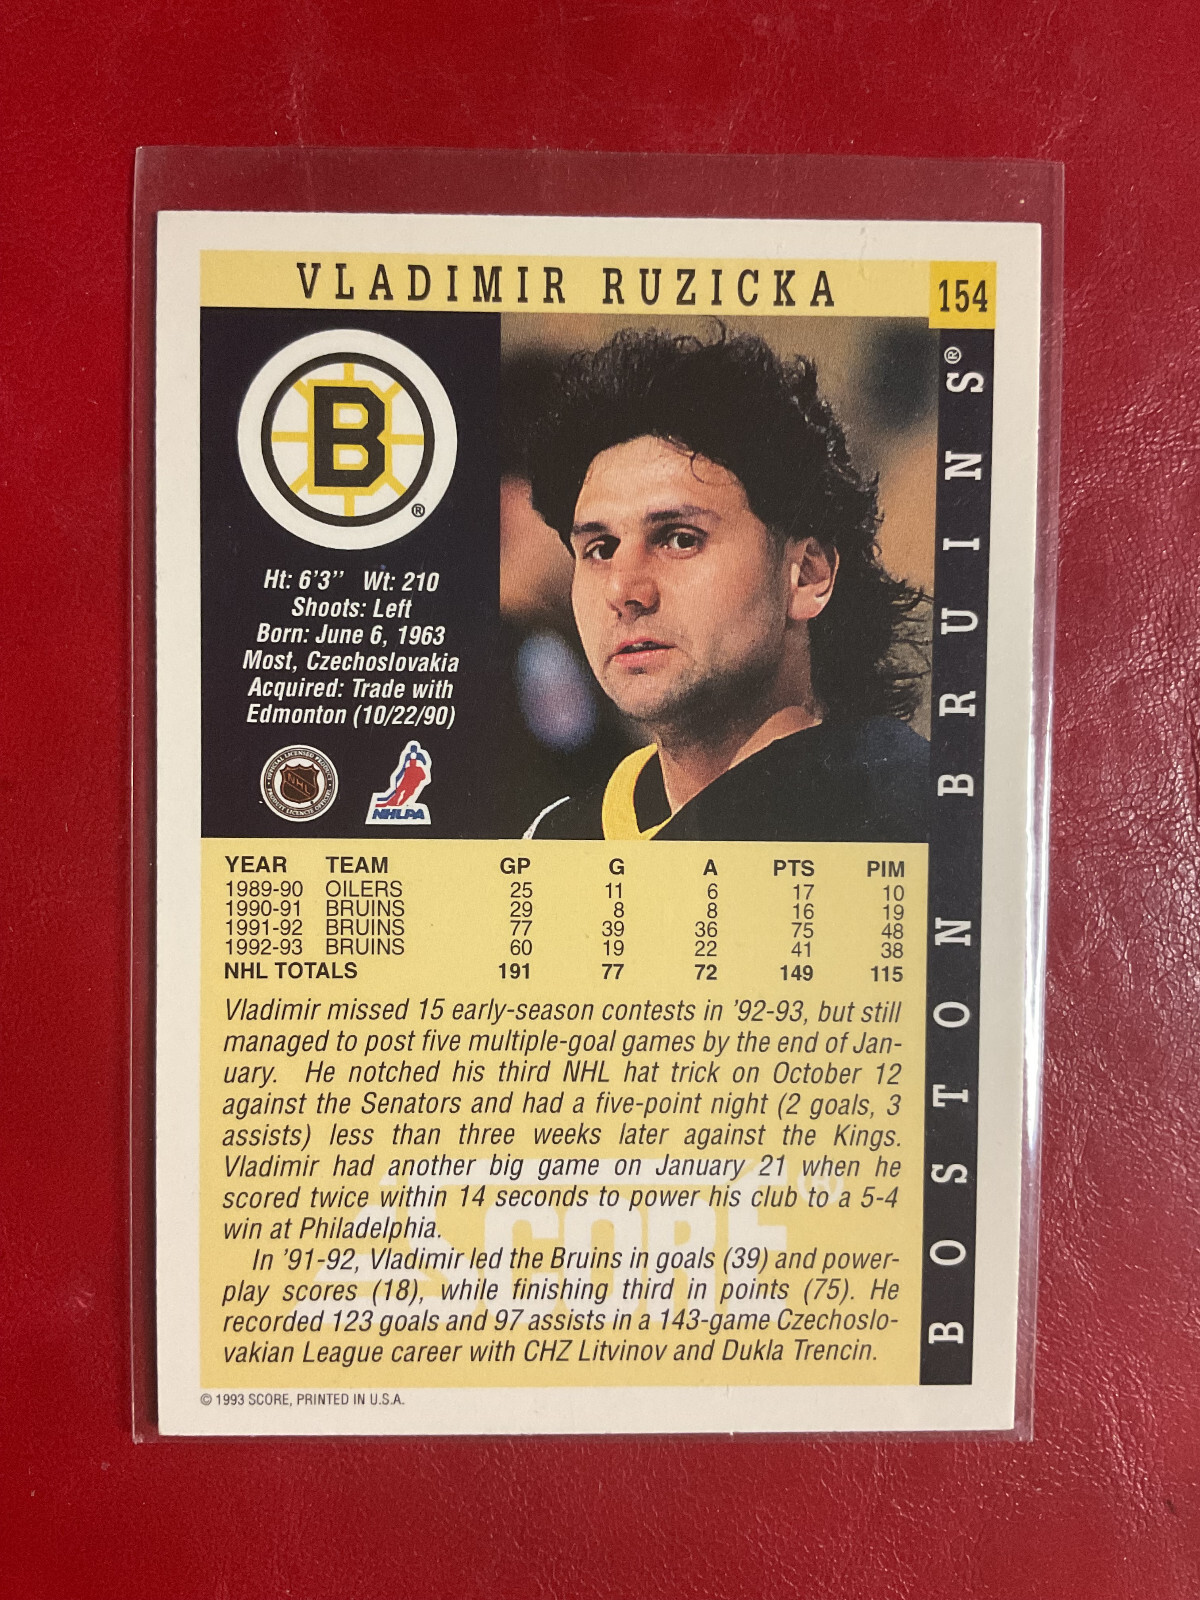 VLADIMIR RUZICKA
154
BOSTON BRUINS®
B
®
Ht: 6'3'' Wt: 210
Shoots: Left
Born: June 6, 1963
Most, Czechoslovakia
Acquired: Trade with
Edmonton (10/22/90)
NHL
NHLPA
YEAR TEAM GP G A PTS PIM
1989-90 OILERS 25 11 6 17 10
1990-91 BRUINS 29 8 8 16 19
1991-92 BRUINS 77 39 36 75 48
1992-93 BRUINS 60 19 22 41 38
NHL TOTALS 191 77 72 149 115
Vladimir missed 15 early-season contests in '92-93, but still
managed to post five multiple-goal games by the end of Jan-
uary. He notched his third NHL hat trick on October 12
against the Senators and had a five-point night (2 goals, 3
assists) less than three weeks later against the Kings.
Vladimir had another big game on January 21 when he
scored twice within 14 seconds to power his club to a 5-4
win at Philadelphia.
In '91-92, Vladimir led the Bruins in goals (39) and power-
play scores (18), while finishing third in points (75). He
recorded 123 goals and 97 assists in a 143-game Czechoslo-
vakian League career with CHZ Litvinov and Dukla Trencin.
SCORE®
© 1993 SCORE, PRINTED IN U.S.A.